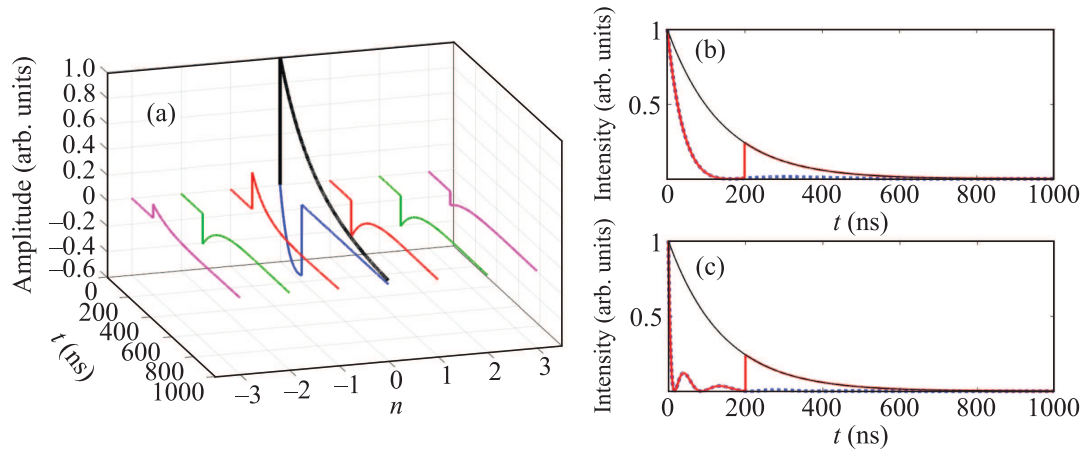 (a)
Amplitude (arb. units)
1.0
0.8
0.6
0.4
0.2
0
−0.2
−0.4
−0.6
0
200
400
600
800
1000
t (ns)
−3
−2
−1
0
1
2
3
n
(b)
Intensity (arb. units)
1
0.5
0 200 400 600 800 1000
t (ns)
(c)
Intensity (arb. units)
1
0.5
0 200 400 600 800 1000
t (ns)